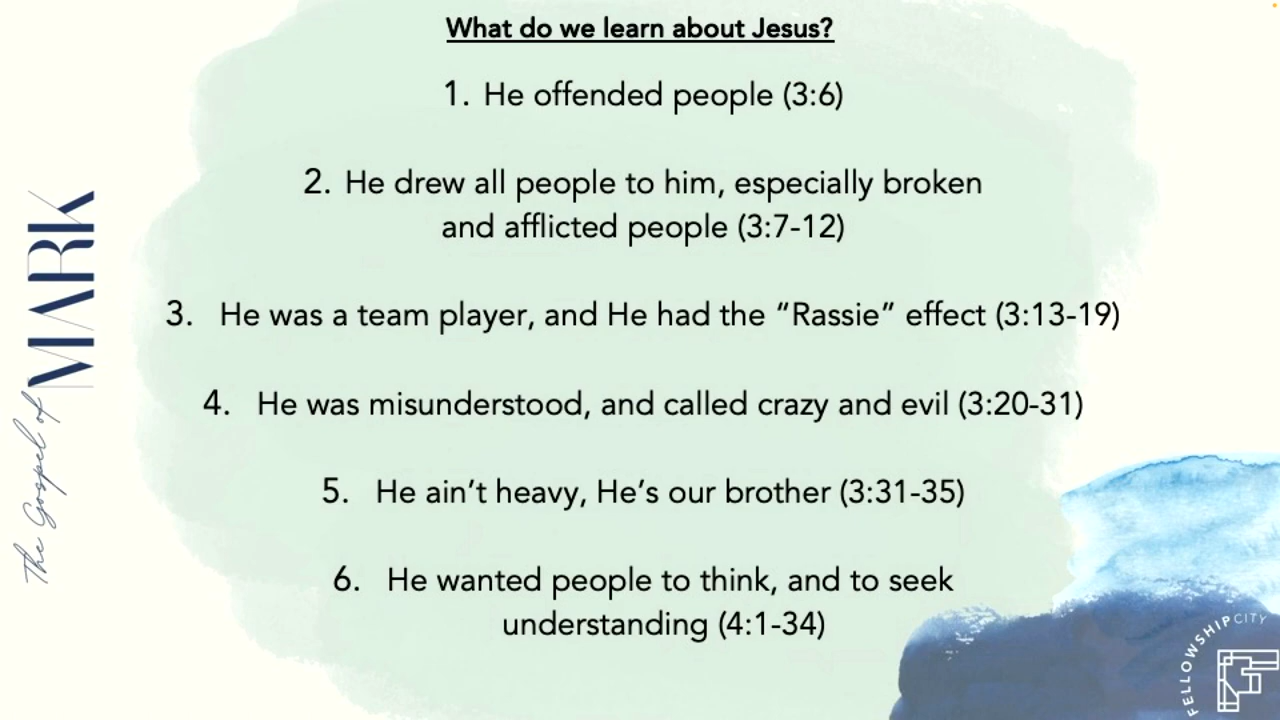 What do we learn about Jesus?
1. He offended people (3:6)
2. He drew all people to him, especially broken
and afflicted people (3:7-12)
3. He was a team player, and He had the “Rassie” effect (3:13-19)
4. He was misunderstood, and called crazy and evil (3:20-31)
5. He ain’t heavy, He’s our brother (3:31-35)
6. He wanted people to think, and to seek
understanding (4:1-34)
The Gospel of
MARK
FELLOWSHIPCITY